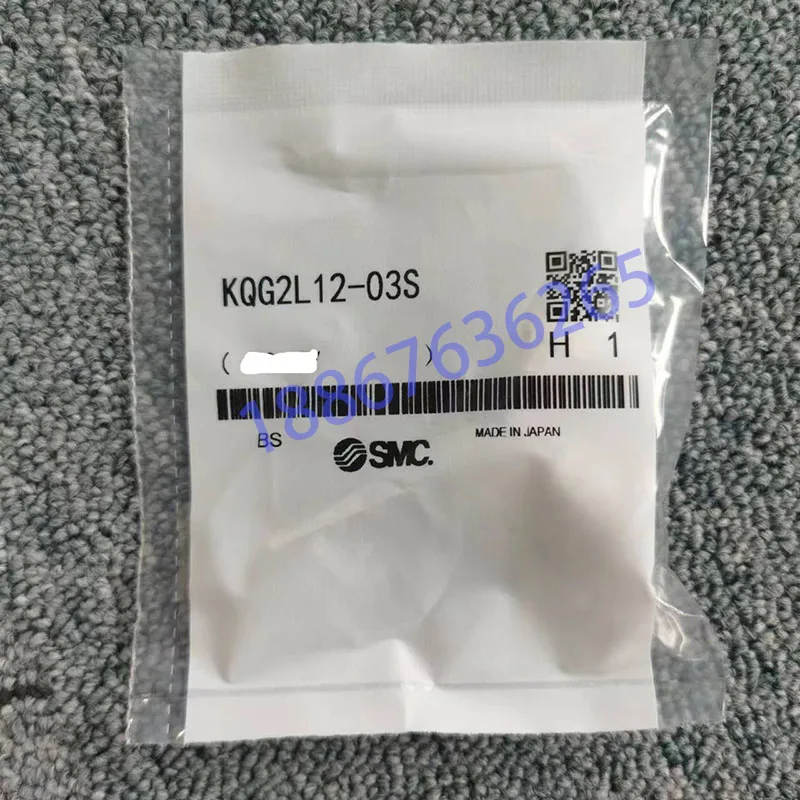 KQG2L12-03S
( )
H 1
18867636265
BS
SMC.
MADE IN JAPAN